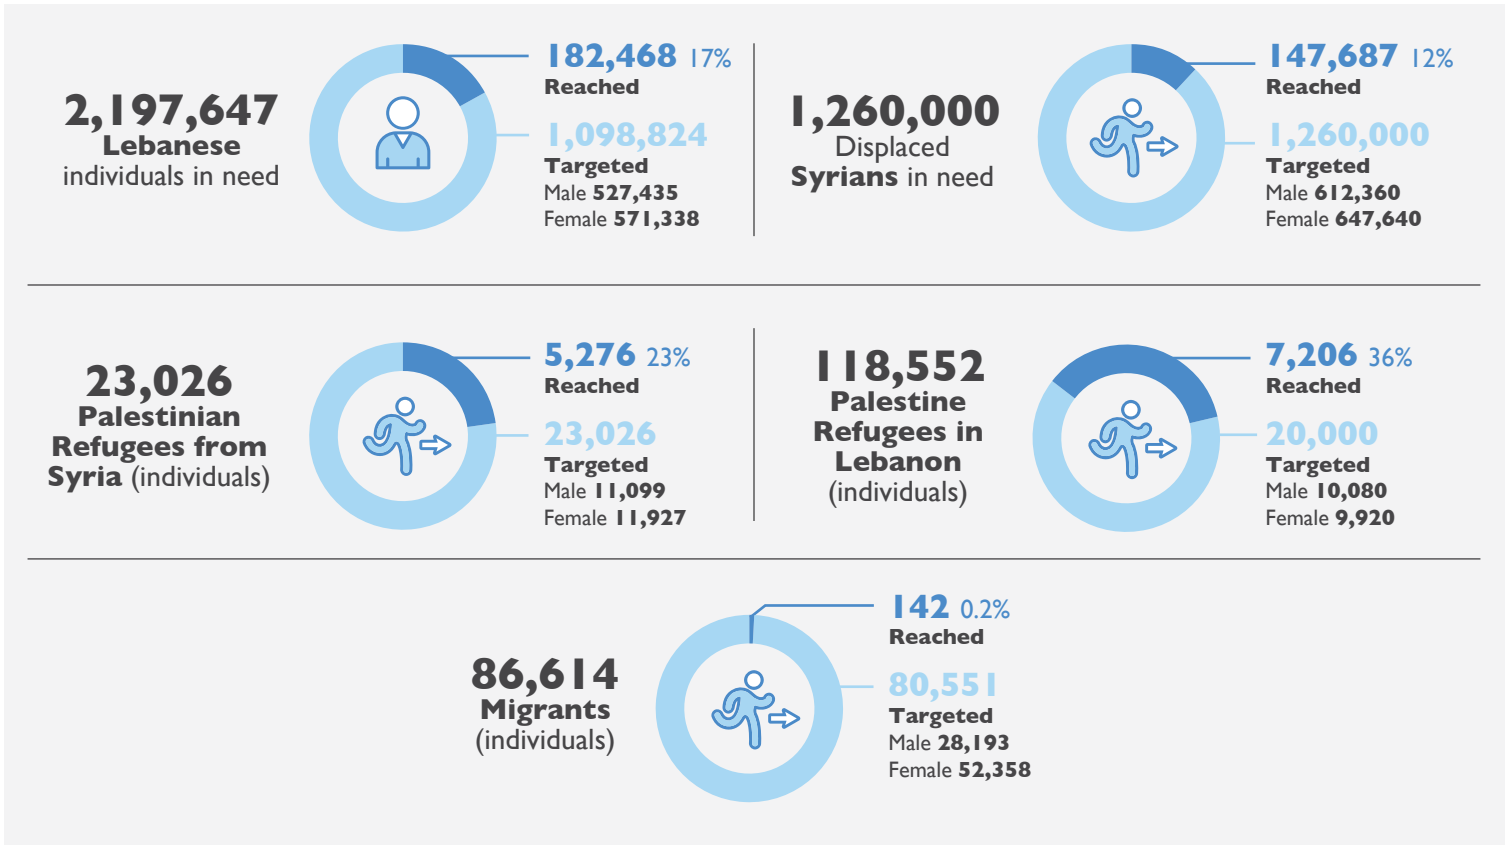 2,197,647
Lebanese
individuals in need
182,468 17%
Reached
1,098,824
Targeted
Male 527,435
Female 571,338
1,260,000
Displaced
Syrians in need
147,687 12%
Reached
1,260,000
Targeted
Male 612,360
Female 647,640
23,026
Palestinian
Refugees from
Syria (individuals)
5,276 23%
Reached
23,026
Targeted
Male 11,099
Female 11,927
118,552
Palestine
Refugees in
Lebanon
(individuals)
7,206 36%
Reached
20,000
Targeted
Male 10,080
Female 9,920
86,614
Migrants
(individuals)
142 0.2%
Reached
80,551
Targeted
Male 28,193
Female 52,358